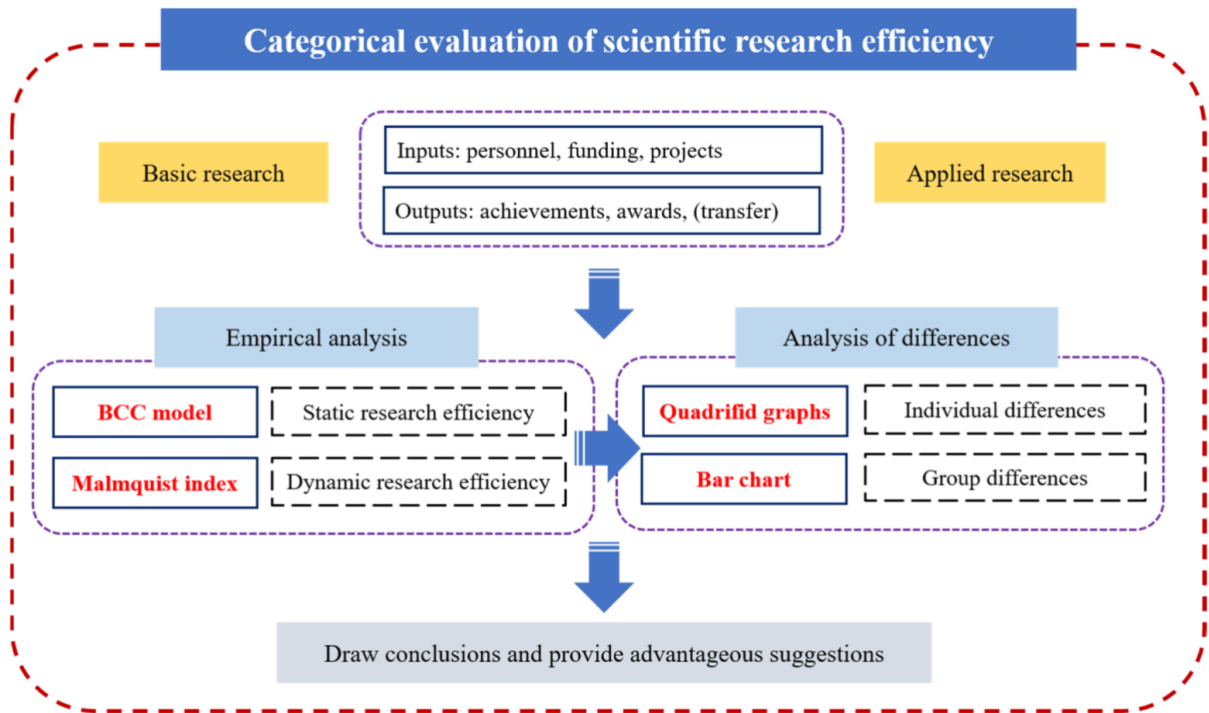 Categorical evaluation of scientific research efficiency
Basic research
Inputs: personnel, funding, projects
Outputs: achievements, awards, (transfer)
Applied research
Empirical analysis
BCC model
Static research efficiency
Malmquist index
Dynamic research efficiency
Analysis of differences
Quadrifid graphs
Individual differences
Bar chart
Group differences
Draw conclusions and provide advantageous suggestions